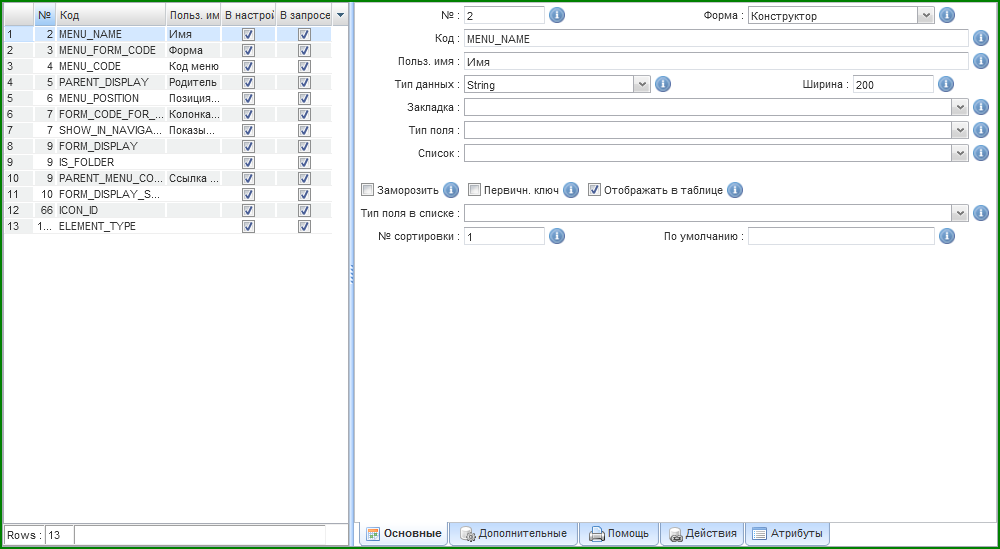 № Код Польз. им В настрой В запросе
1 2 MENU_NAME Имя
2 3 MENU_FORM_CODE Форма
3 4 MENU_CODE Код меню
4 5 PARENT_DISPLAY Родитель
5 6 MENU_POSITION Позиция...
6 7 FORM_CODE_FOR_... Колонка...
7 7 SHOW_IN_NAVIGA... Показы...
8 9 FORM_DISPLAY
9 9 IS_FOLDER
10 9 PARENT_MENU_CO... Ссылка ...
11 10 FORM_DISPLAY_S...
12 66 ICON_ID
13 1... ELEMENT_TYPE
Rows : 13
№ : 2 Форма : Конструктор
Код : MENU_NAME
Польз. имя : Имя
Тип данных : String Ширина : 200
Закладка :
Тип поля :
Список :
Заморозить Первичн. ключ Отображать в таблице
Тип поля в списке :
№ сортировки : 1 По умолчанию :
Основные Дополнительные Помощь Действия Атрибуты